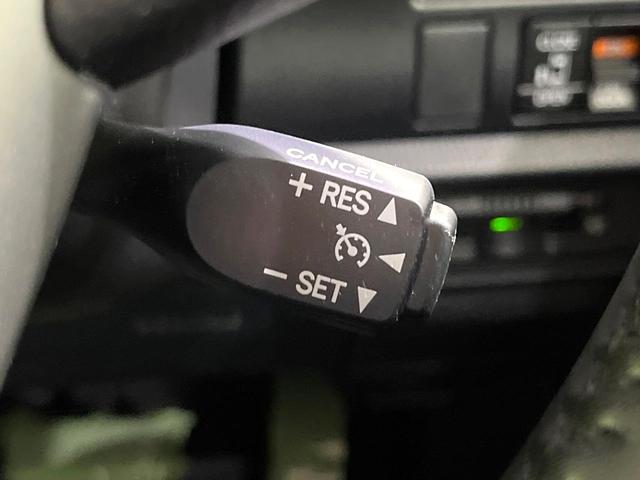 CANCEL
+ RES ▲
◀
− SET ▼